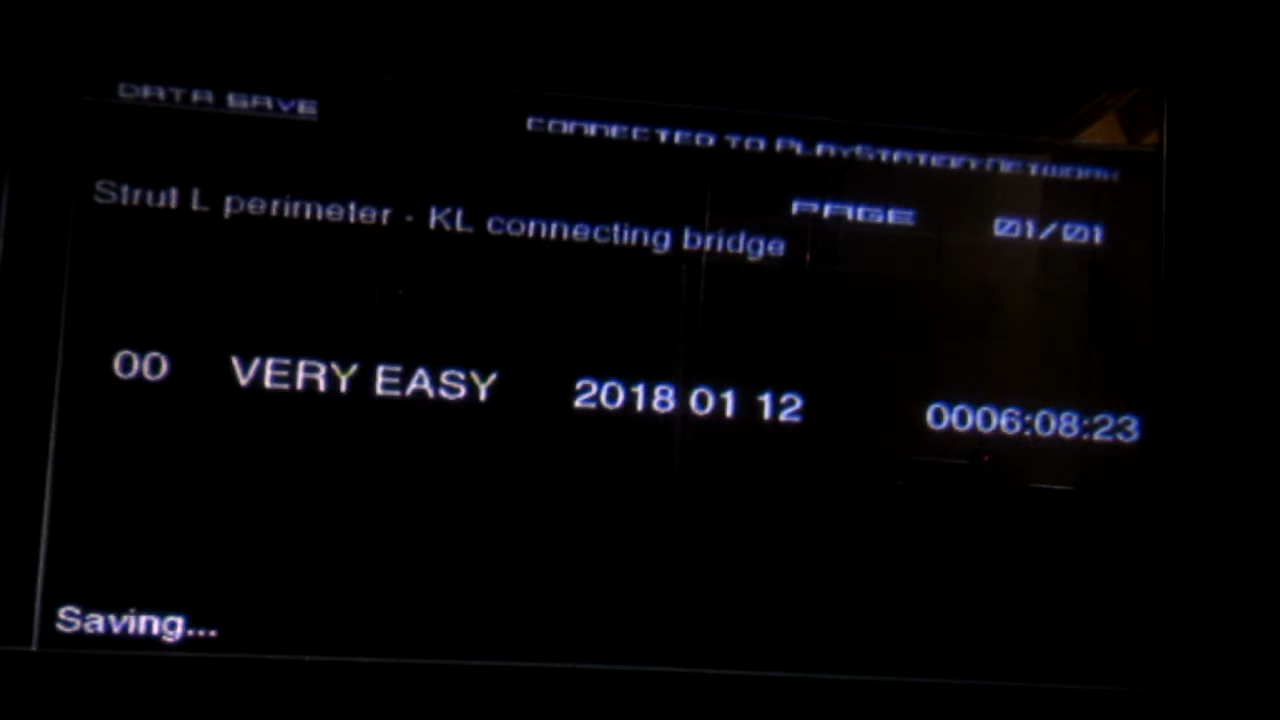 DATA SAVE
CONNECTED TO PLAYSTATION NETWORK
Strut L perimeter - KL connecting bridge
PAGE 01/01
00 VERY EASY 2018 01 12 0006:08:23
Saving...